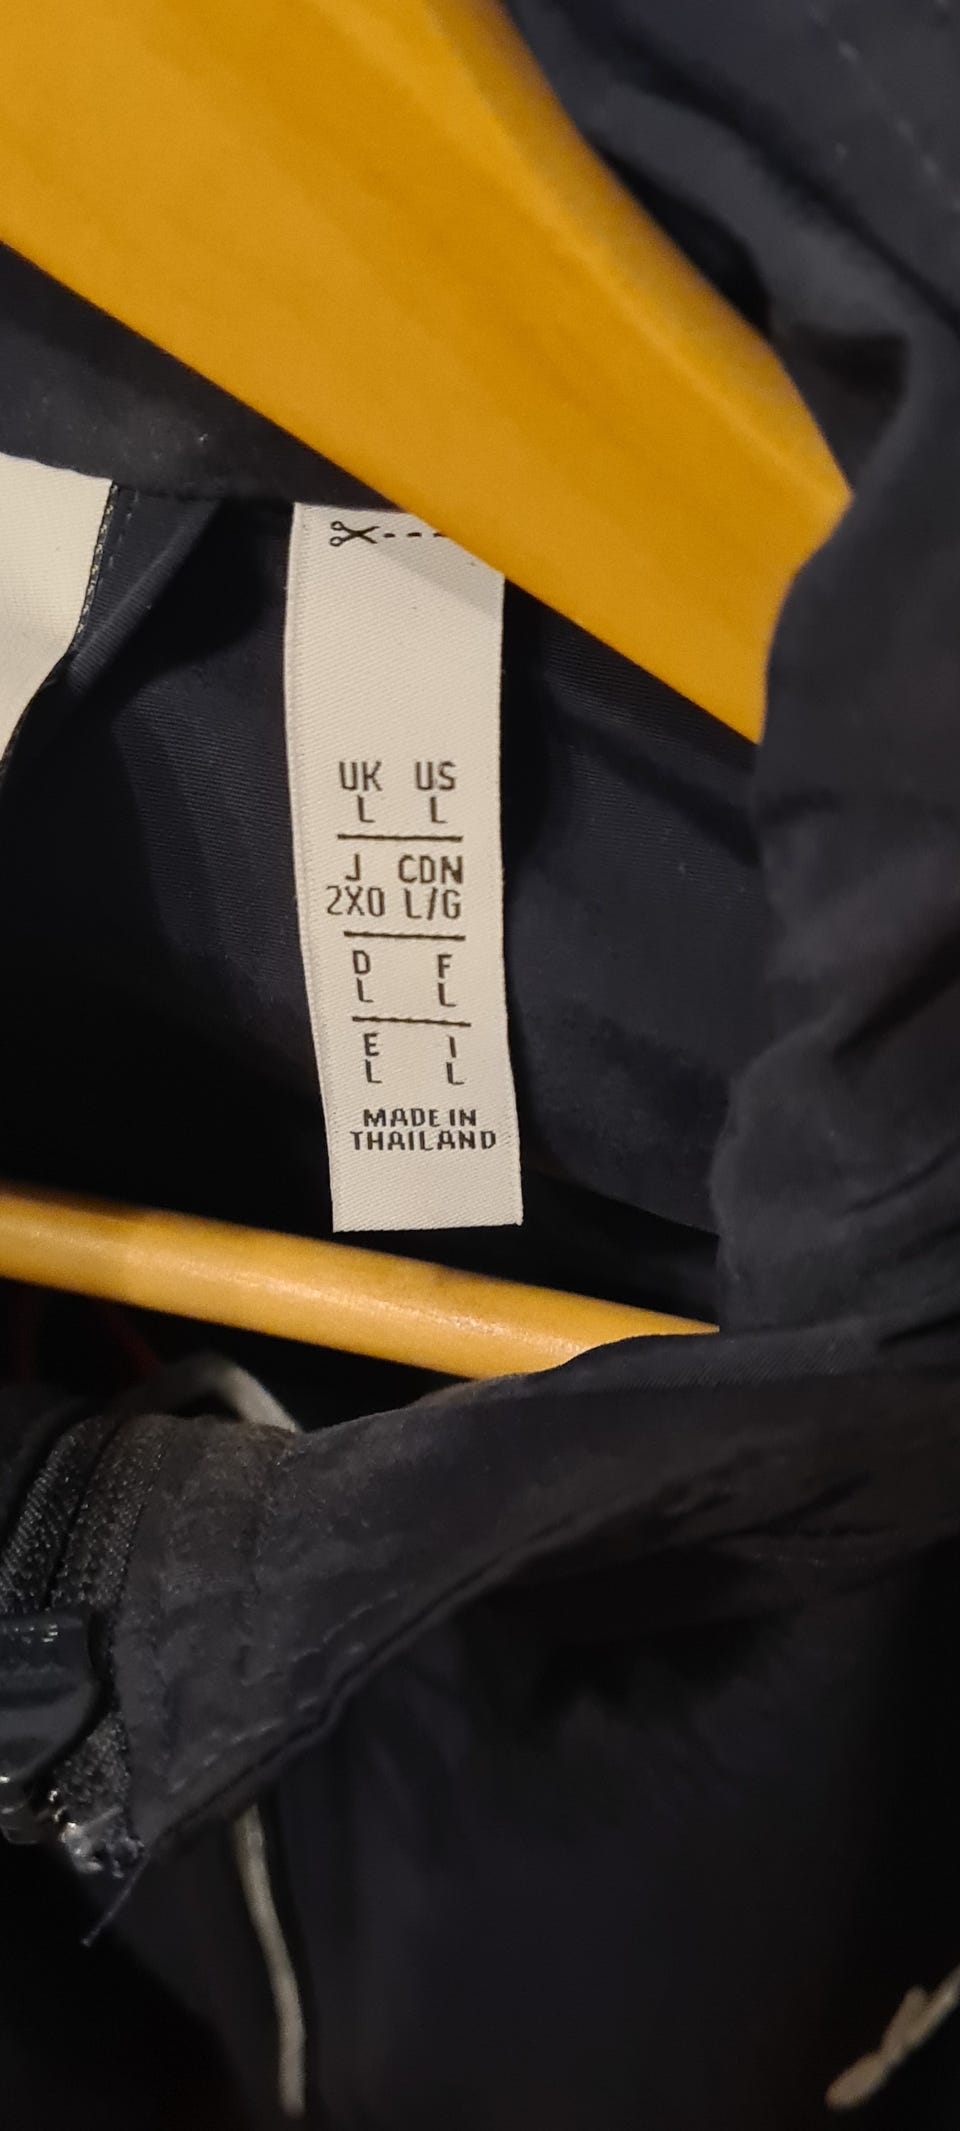 UK US
L L
J CDN
2XO L/G
D F
L L
E I
L L
MADE IN
THAILAND